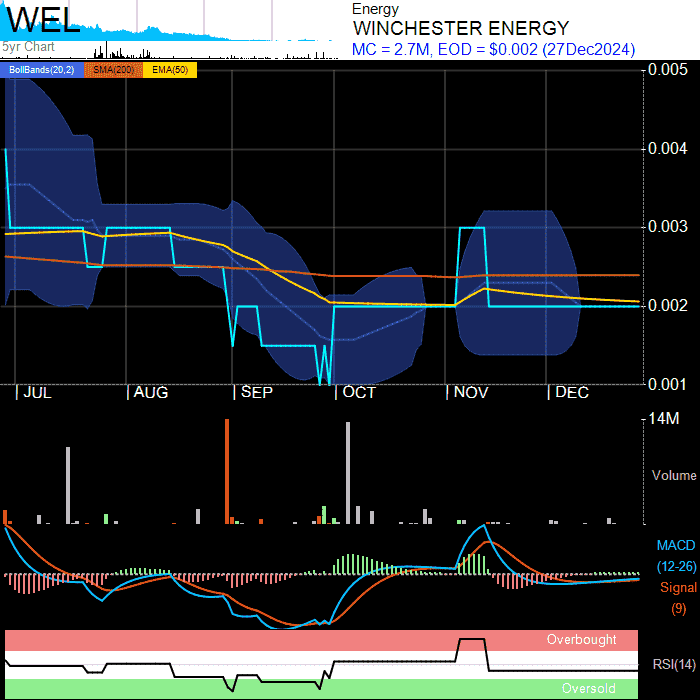 WEL
5yr Chart
Energy
WINCHESTER ENERGY
MC = 2.7M, EOD = $0.002 (27Dec2024)
BollBands(20,2) SMA(200) EMA(50)
0.005
0.004
0.003
0.002
0.001
JUL AUG SEP OCT NOV DEC
14M
Volume
MACD
(12-26)
Signal
(9)
Overbought
RSI(14)
Oversold